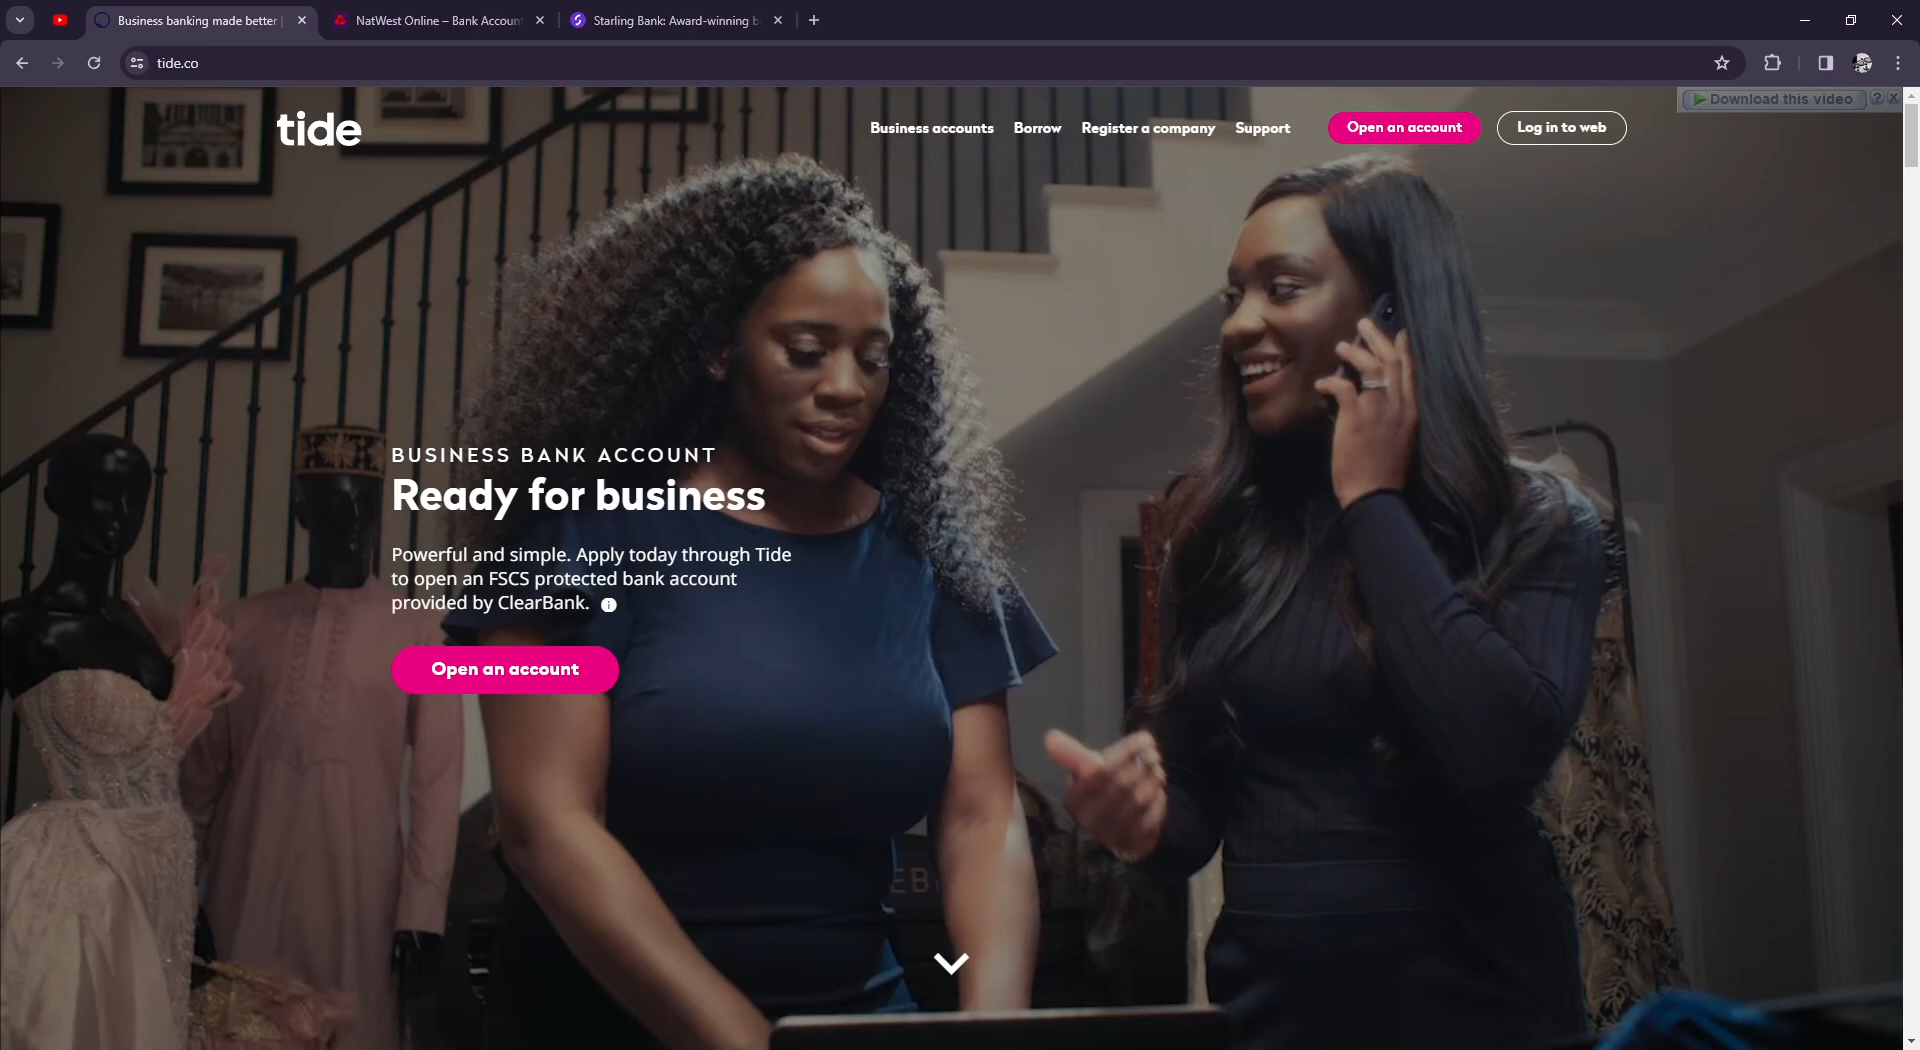 Business banking made better |
NatWest Online – Bank Accoun
Starling Bank: Award-winning b
tide.co
Download this video ? X
tide
Business accounts Borrow Register a company Support Open an account Log in to web
BUSINESS BANK ACCOUNT
Ready for business
Powerful and simple. Apply today through Tide
to open an FSCS protected bank account
provided by ClearBank. i
Open an account